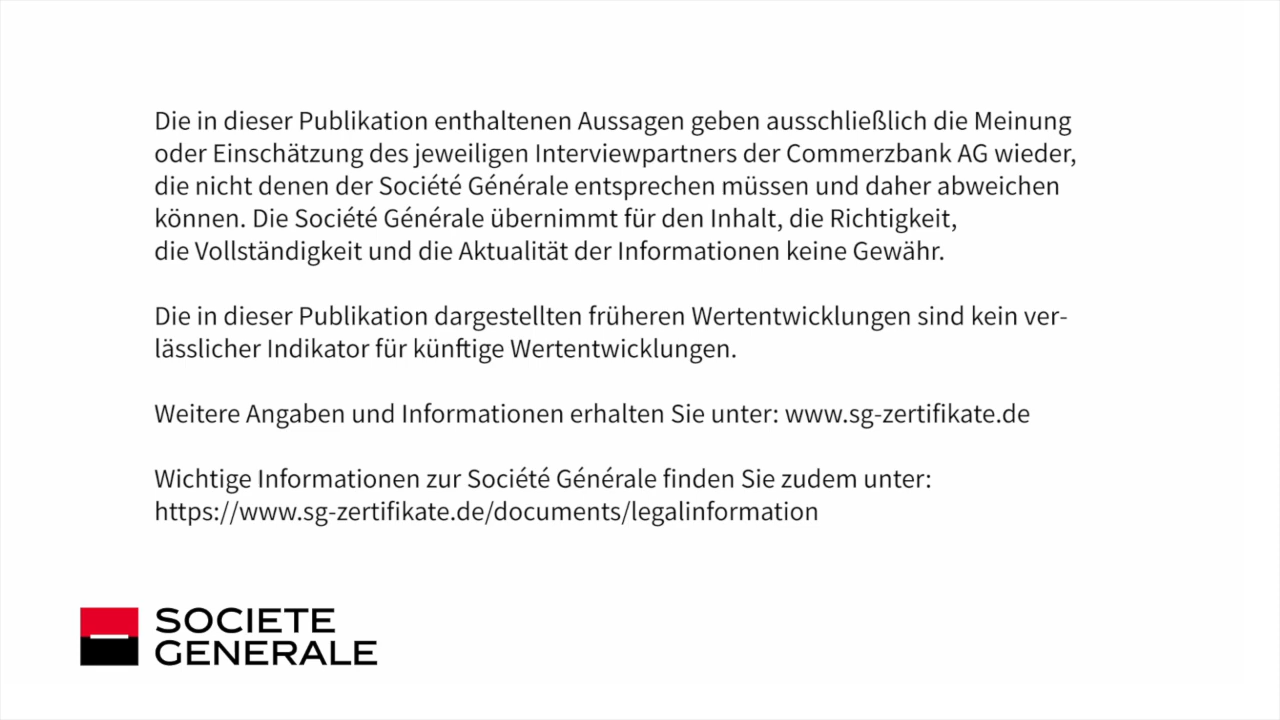 Die in dieser Publikation enthaltenen Aussagen geben ausschließlich die Meinung
oder Einschätzung des jeweiligen Interviewpartners der Commerzbank AG wieder,
die nicht denen der Société Générale entsprechen müssen und daher abweichen
können. Die Société Générale übernimmt für den Inhalt, die Richtigkeit,
die Vollständigkeit und die Aktualität der Informationen keine Gewähr.
Die in dieser Publikation dargestellten früheren Wertentwicklungen sind kein ver-
lässlicher Indikator für künftige Wertentwicklungen.
Weitere Angaben und Informationen erhalten Sie unter: www.sg-zertifikate.de
Wichtige Informationen zur Société Générale finden Sie zudem unter:
https://www.sg-zertifikate.de/documents/legalinformation
SOCIETE
GENERALE